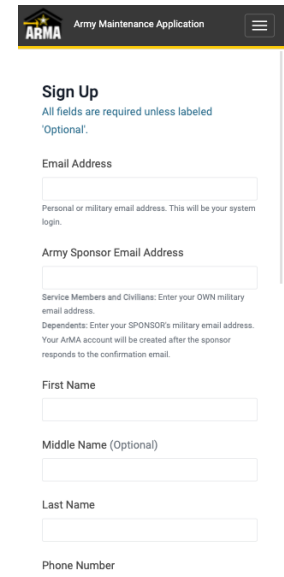 ARMA
Army Maintenance Application
Sign Up
All fields are required unless labeled
'Optional'.
Email Address
Personal or military email address. This will be your system
login.
Army Sponsor Email Address
Service Members and Civilians: Enter your OWN military
email address.
Dependents: Enter your SPONSOR's military email address.
Your ArMA account will be created after the sponsor
responds to the confirmation email.
First Name
Middle Name (Optional)
Last Name
Phone Number